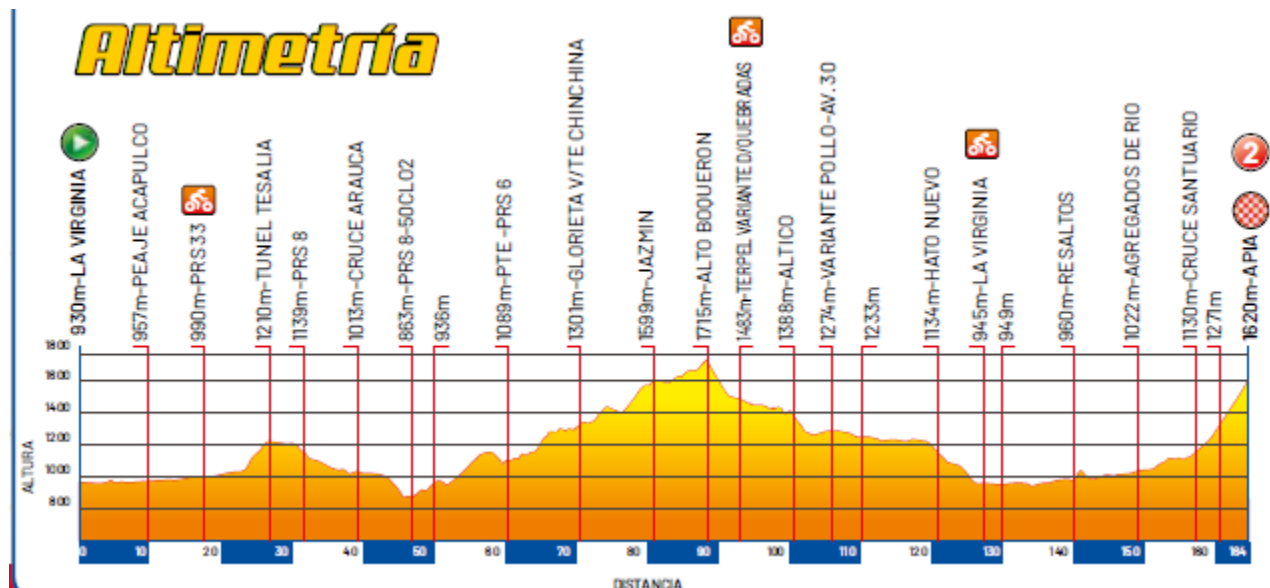 Altimetría
930m-LA VIRGINIA
957m-PEAJE ACAPULCO
990m-PRS33
1210m-TUNEL TESALIA
1139m-PRS 8
1013m-CRUCE ARAUCA
863m-PRS 8-50CL02
936m
1089m-PTE-PRS 6
1301m-GLORIETA V/TE CHINCHINA
1599m-JAZMIN
1715m-ALTO BOQUERON
1483m-TERPEL VARIANTE D/QUEBRADAS
1388m-ALTICO
1274m-VARIANTE POLLO-AV.30
1233m
1134m-HATO NUEVO
945m-LA VIRGINIA
949m
960m-RESALTOS
1022m-AGREGADOS DE RIO
1130m-CRUCE SANTUARIO
1271m
1620m-APIA
2
1800
1600
1400
1200
1000
800
ALTURA
0 10 20 30 40 50 60 70 80 90 100 110 120 130 140 150 160 164
DISTANCIA